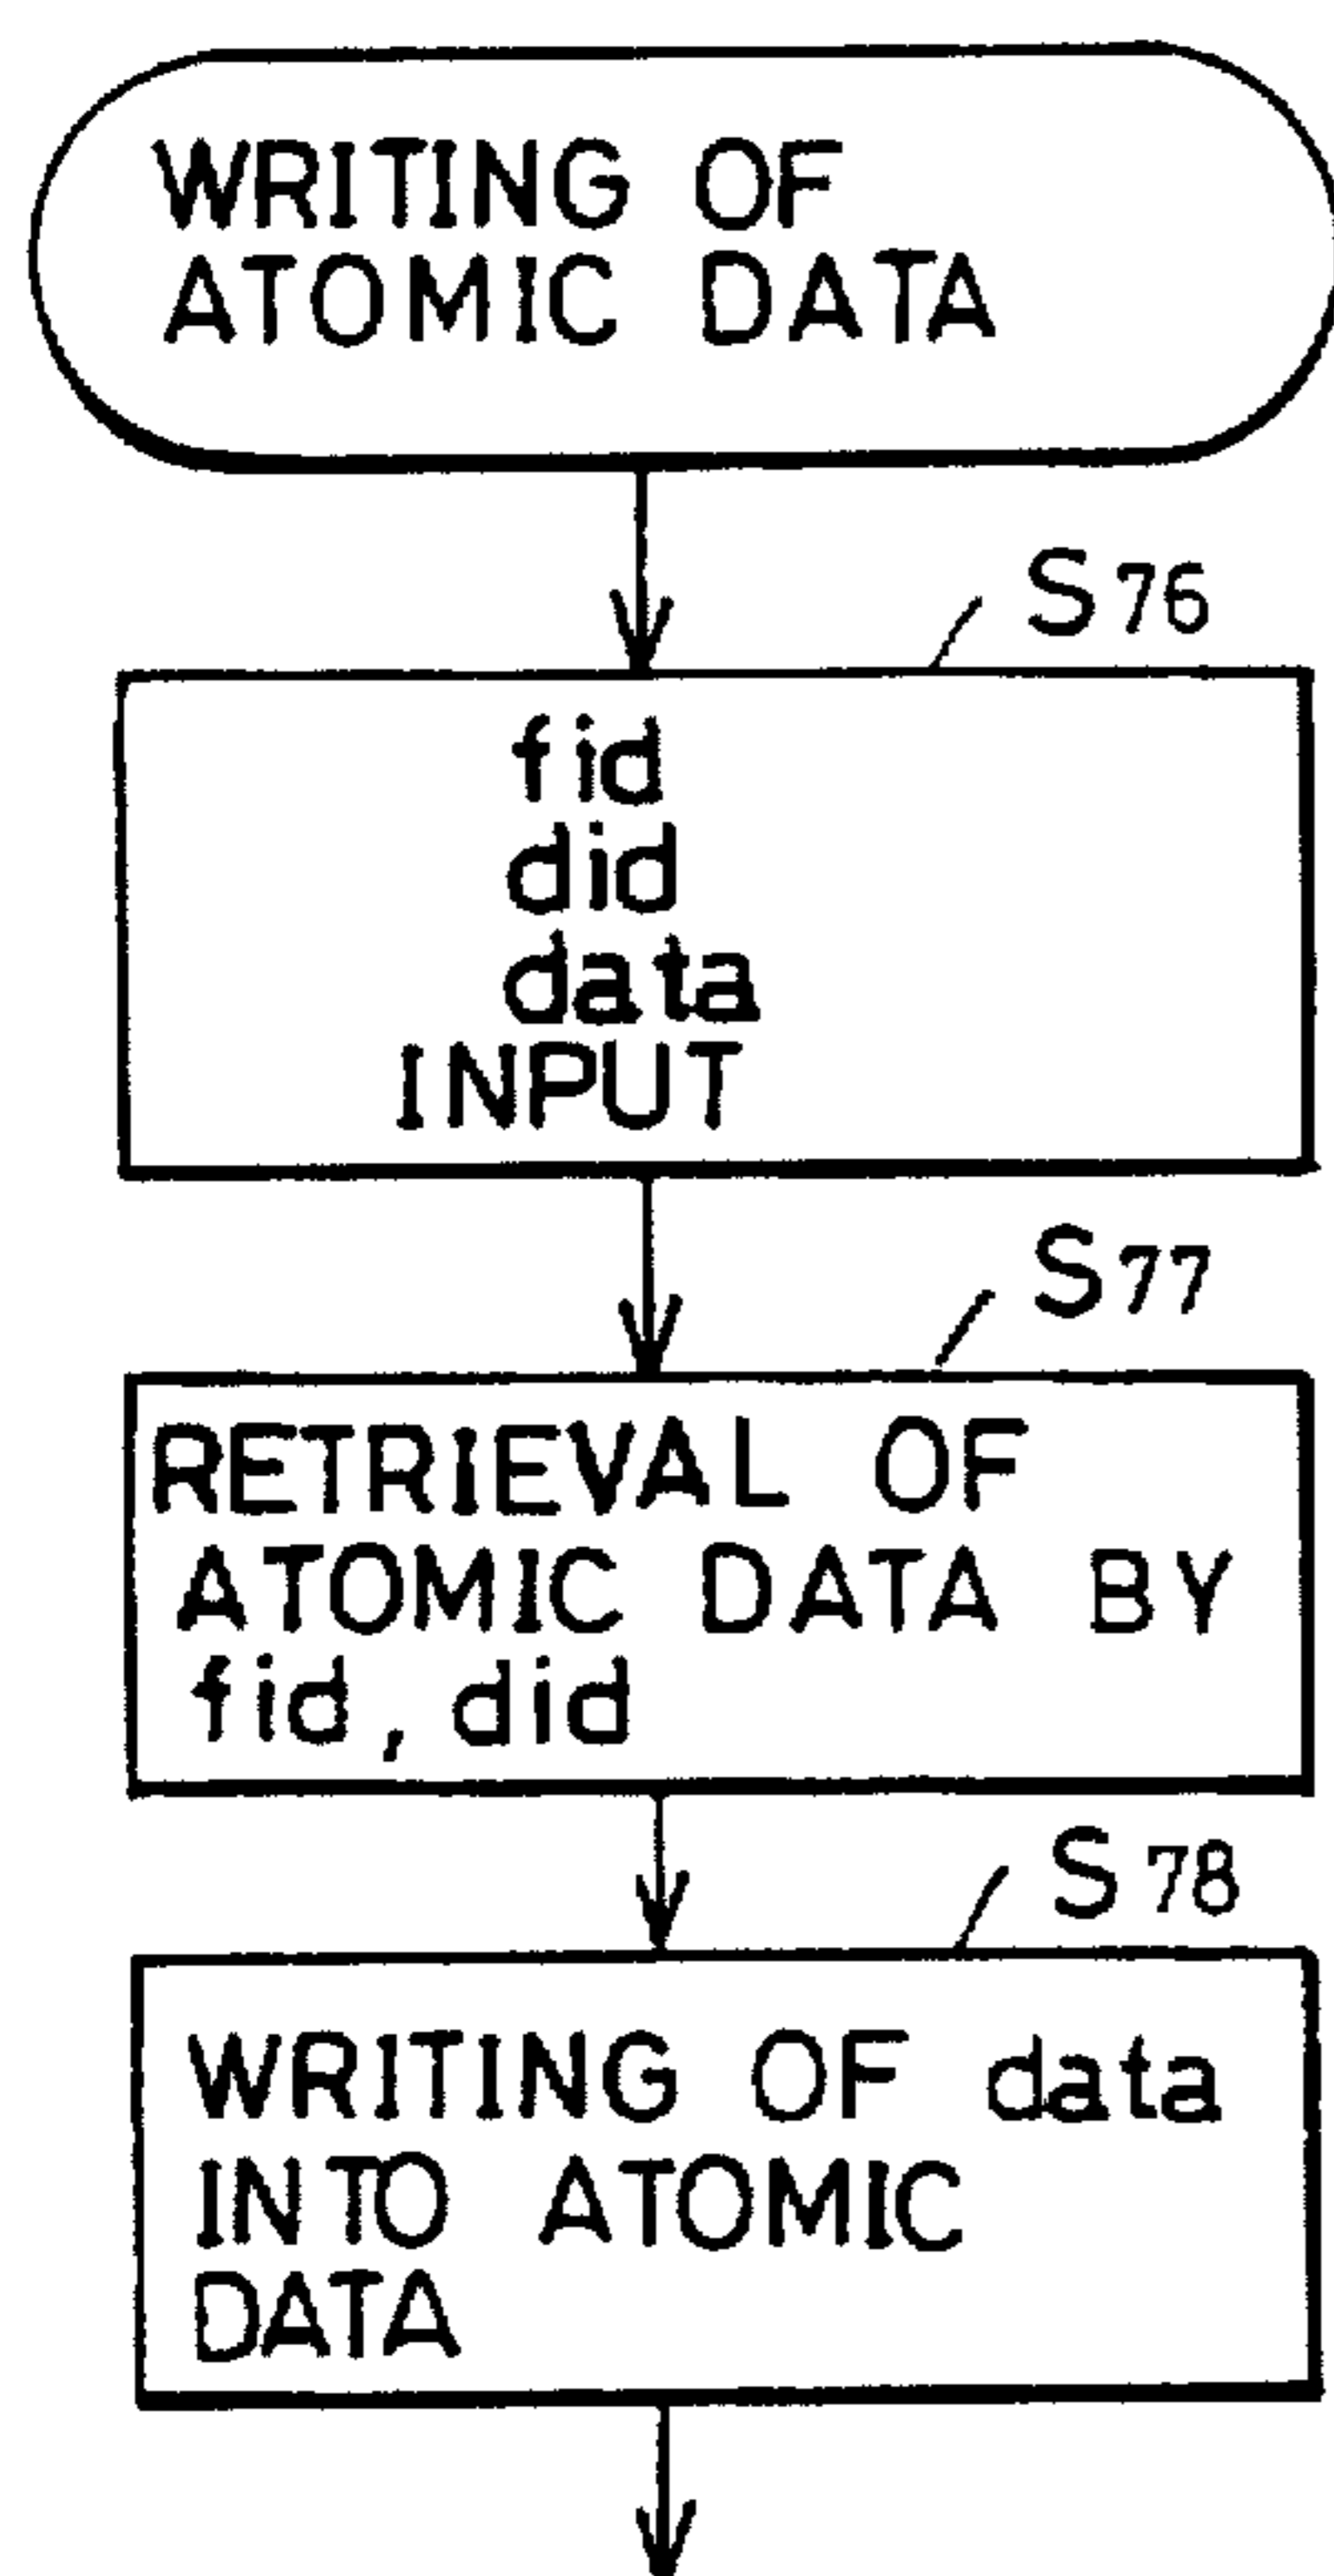 WRITING OF
ATOMIC DATA
S76
fid
did
data
INPUT
S77
RETRIEVAL OF
ATOMIC DATA BY
fid, did
S78
WRITING OF data
INTO ATOMIC
DATA